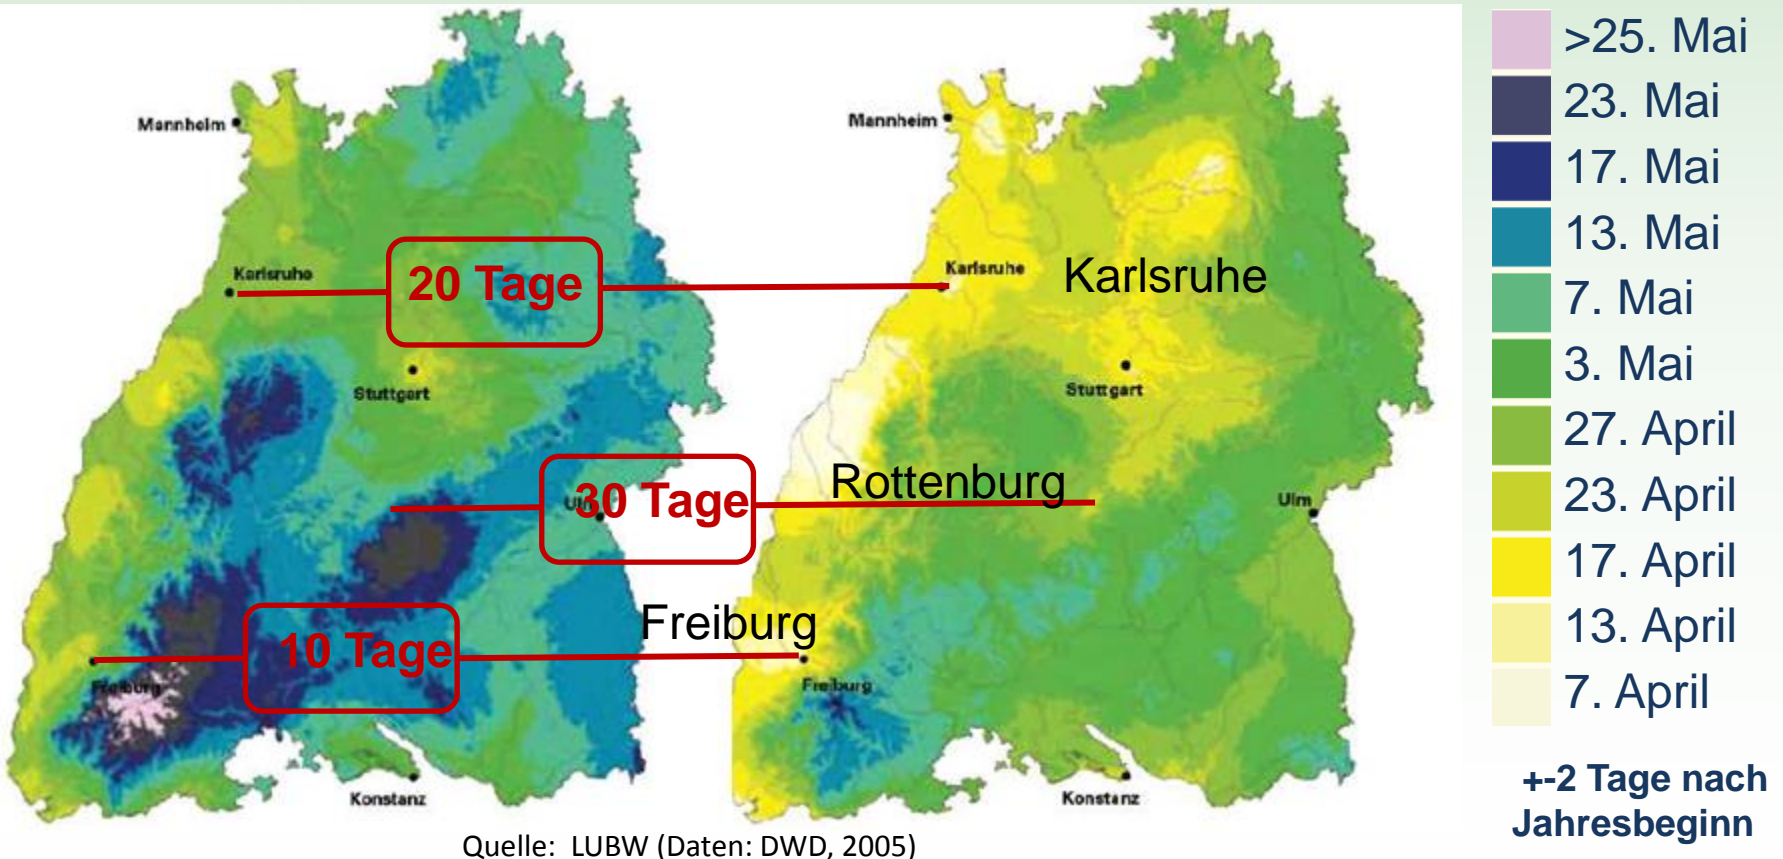 Mannheim
Karlsruhe
20 Tage
Stuttgart
30 Tage
Ulm
10 Tage
Freiburg
Konstanz
Mannheim
Karlsruhe
Karlsruhe
Stuttgart
Rottenburg
Ulm
Freiburg
Freiburg
Konstanz
>25. Mai
23. Mai
17. Mai
13. Mai
7. Mai
3. Mai
27. April
23. April
17. April
13. April
7. April
+-2 Tage nach
Jahresbeginn
Quelle: LUBW (Daten: DWD, 2005)